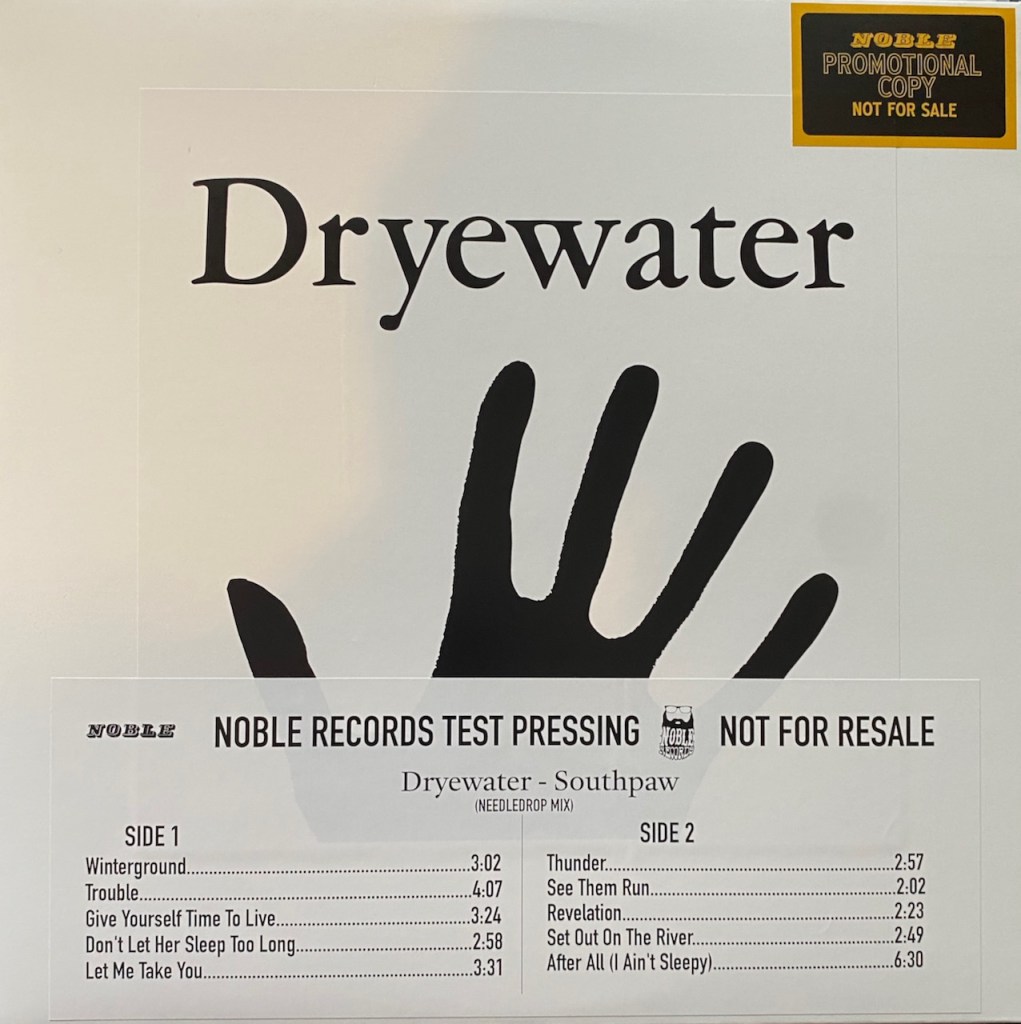 NOBLE
PROMOTIONAL
COPY
NOT FOR SALE
Dryewater
NOBLE NOBLE RECORDS TEST PRESSING NOBLE RECORDS NOT FOR RESALE
Dryewater - Southpaw
(NEEDLEDROP MIX)
SIDE 1
Winterground 3:02
Trouble 4:07
Give Yourself Time To Live 3:24
Don't Let Her Sleep Too Long 2:58
Let Me Take You 3:31
SIDE 2
Thunder 2:57
See Them Run 2:02
Revelation 2:23
Set Out On The River 2:49
After All (I Ain't Sleepy) 6:30